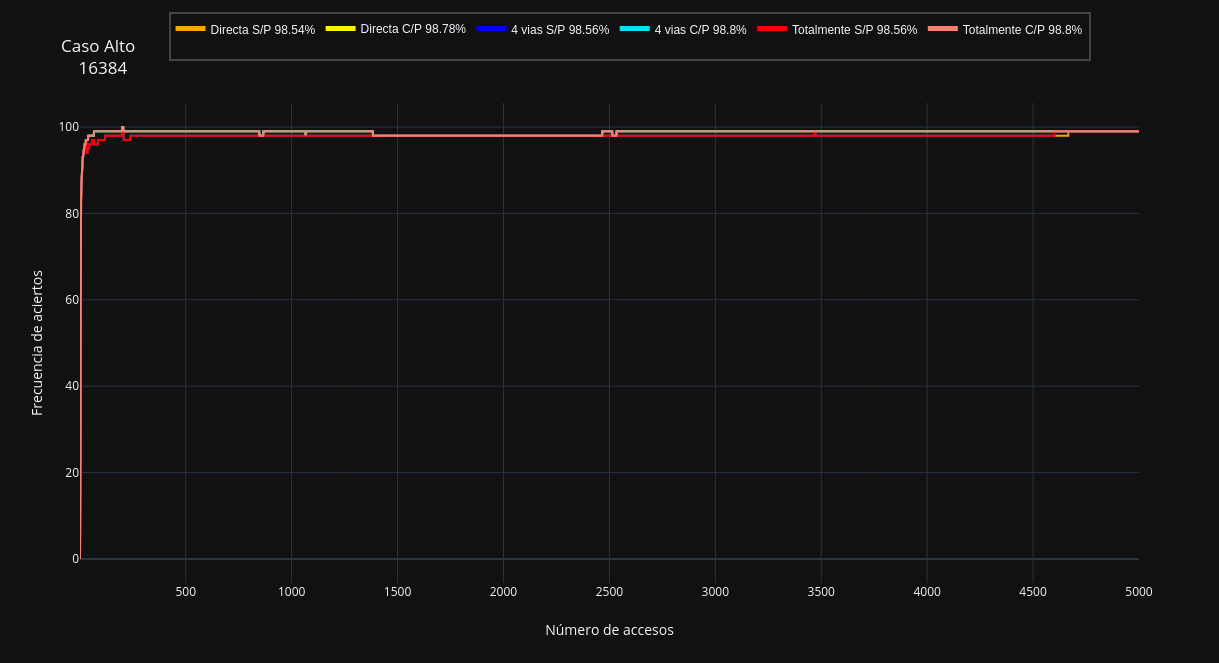 Directa S/P 98.54% Directa C/P 98.78% 4 vias S/P 98.56% 4 vias C/P 98.8% Totalmente S/P 98.56% Totalmente C/P 98.8%
Caso Alto
16384
100
80
60
40
20
0
Frecuencia de aciertos
500 1000 1500 2000 2500 3000 3500 4000 4500 5000
Número de accesos